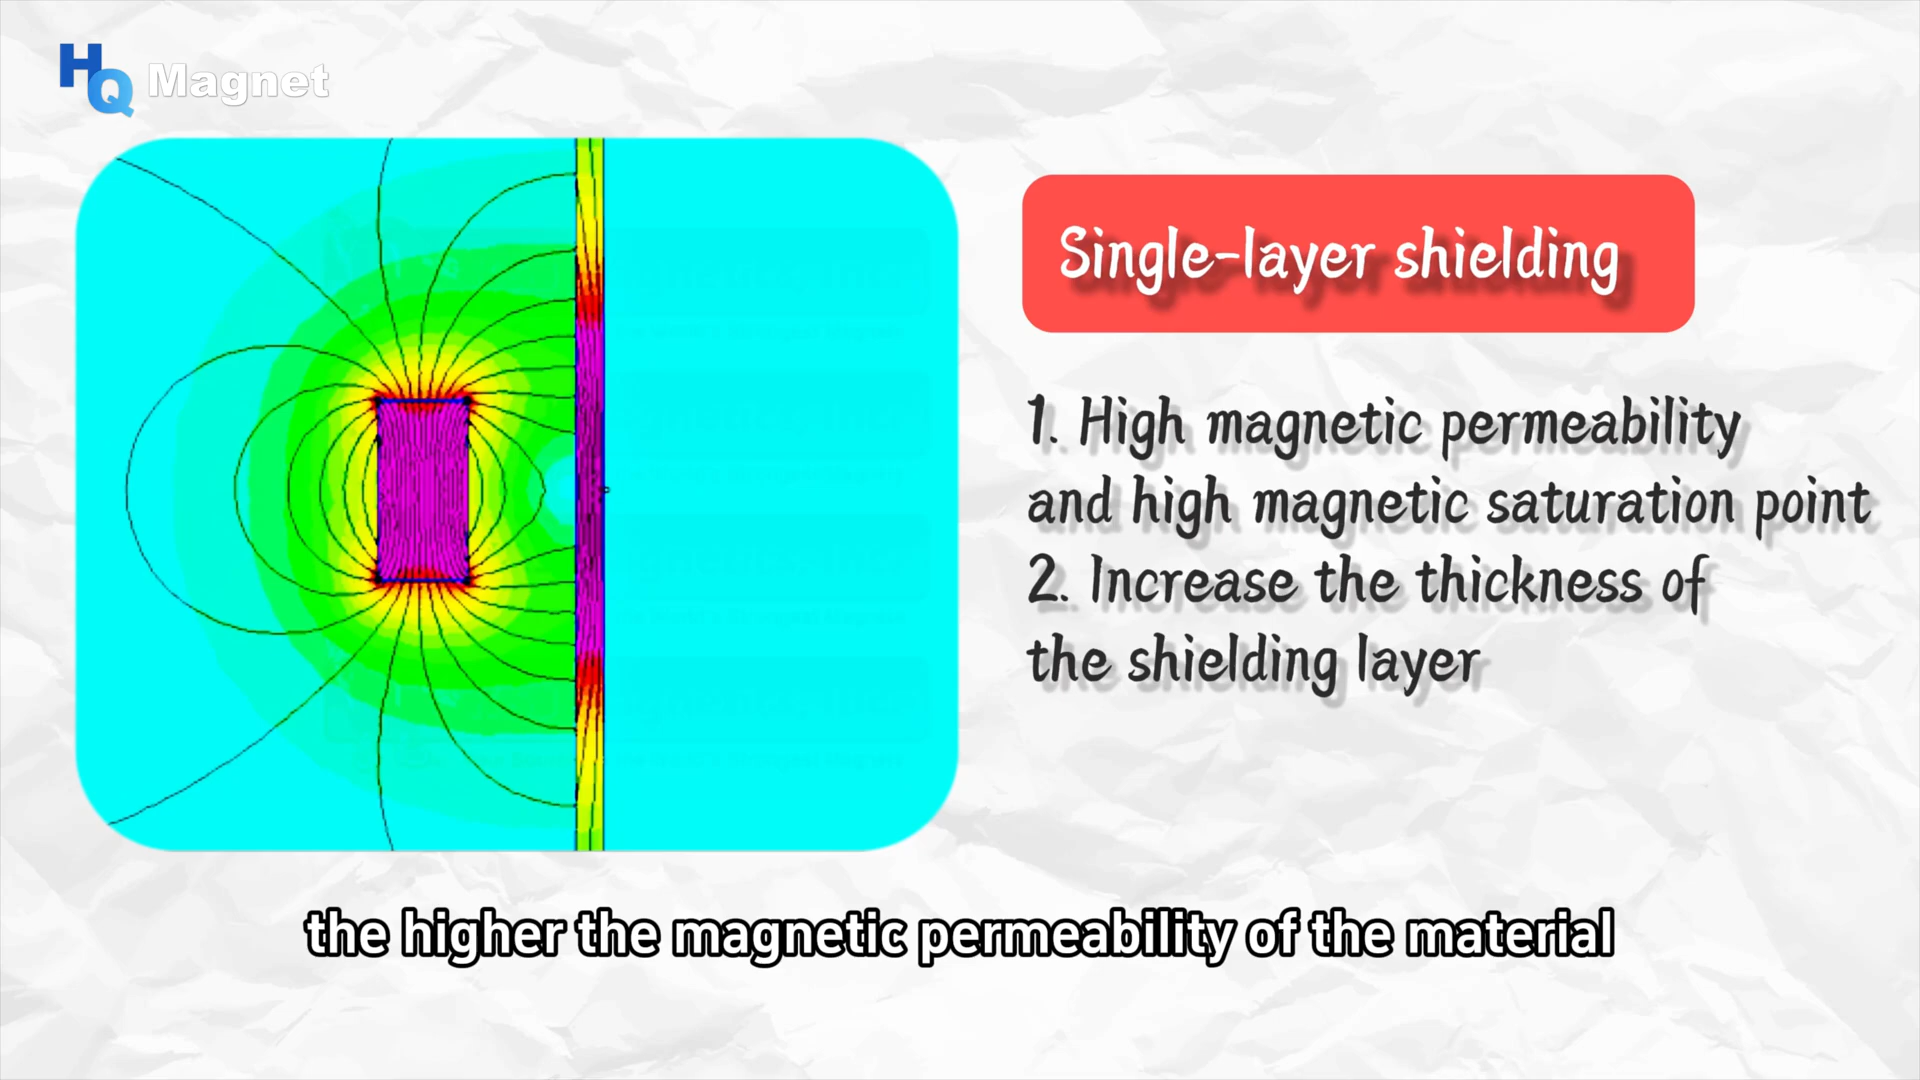 HQ Magnet
Single-layer shielding
1. High magnetic permeability
and high magnetic saturation point
2. Increase the thickness of
the shielding layer
the higher the magnetic permeability of the material